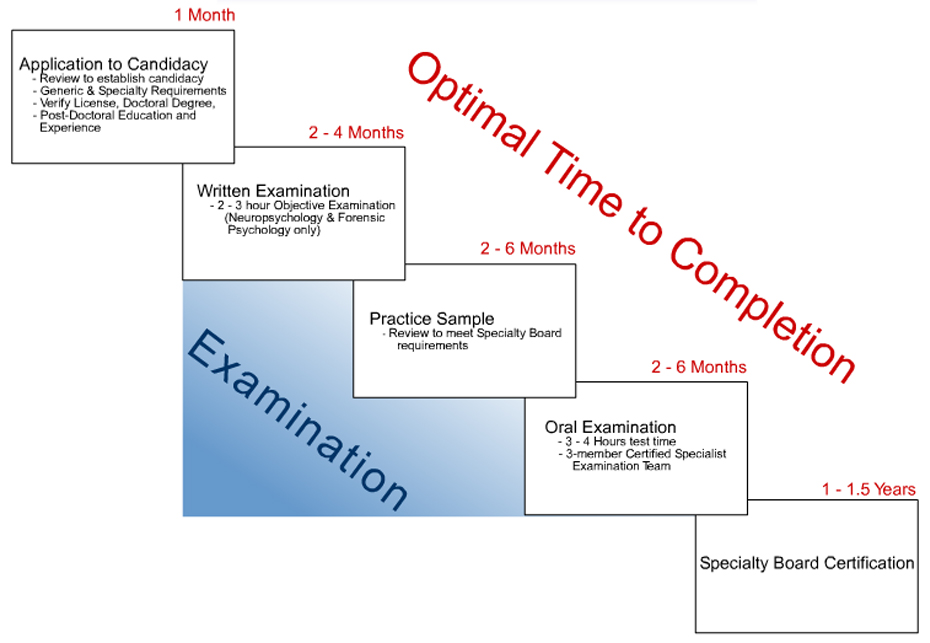 1 Month
Application to Candidacy
- Review to establish candidacy
- Generic & Specialty Requirements
- Verify License, Doctoral Degree,
- Post-Doctoral Education and
Experience
Optimal Time to Completion
2 - 4 Months
Written Examination
- 2 - 3 hour Objective Examination
(Neuropsychology & Forensic
Psychology only)
2 - 6 Months
Practice Sample
- Review to meet Specialty Board
requirements
Examination
2 - 6 Months
Oral Examination
- 3 - 4 Hours test time
- 3-member Certified Specialist
Examination Team
1 - 1.5 Years
Specialty Board Certification